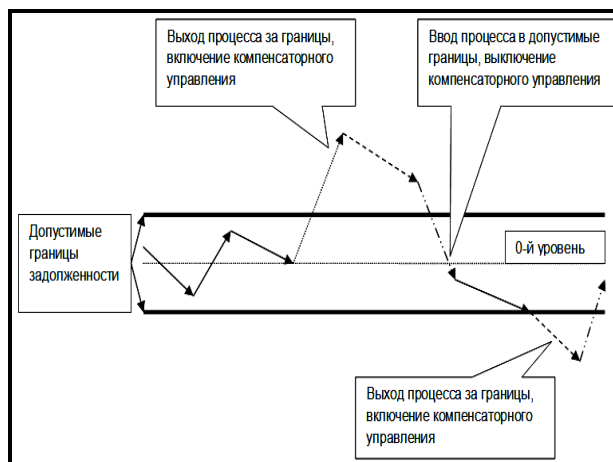 Выход процесса за границы,
включение компенсаторного
управления
Ввод процесса в допустимые
границы, выключение
компенсаторного управления
Допустимые
границы
задолженности
0-й уровень
Выход процесса за границы,
включение компенсаторного
управления